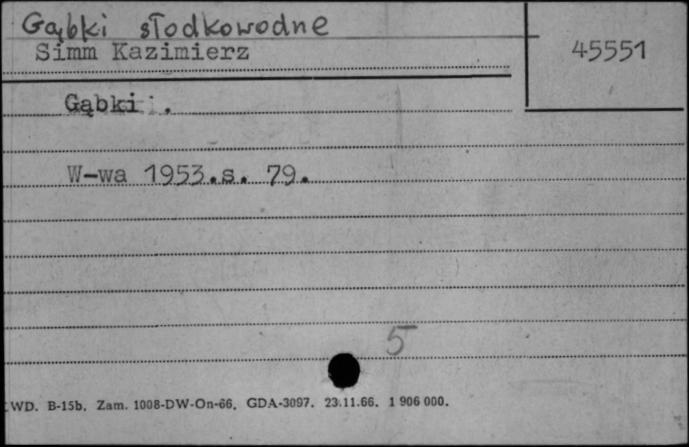 Gąbki słodkowodne
Simm Kazimierz
45551
Gąbki .
W-wa 1953.s. 79.
5
WD. B-15b. Zam. 1008-DW-On-66. GDA-3097. 23.11.66. 1 906 000.